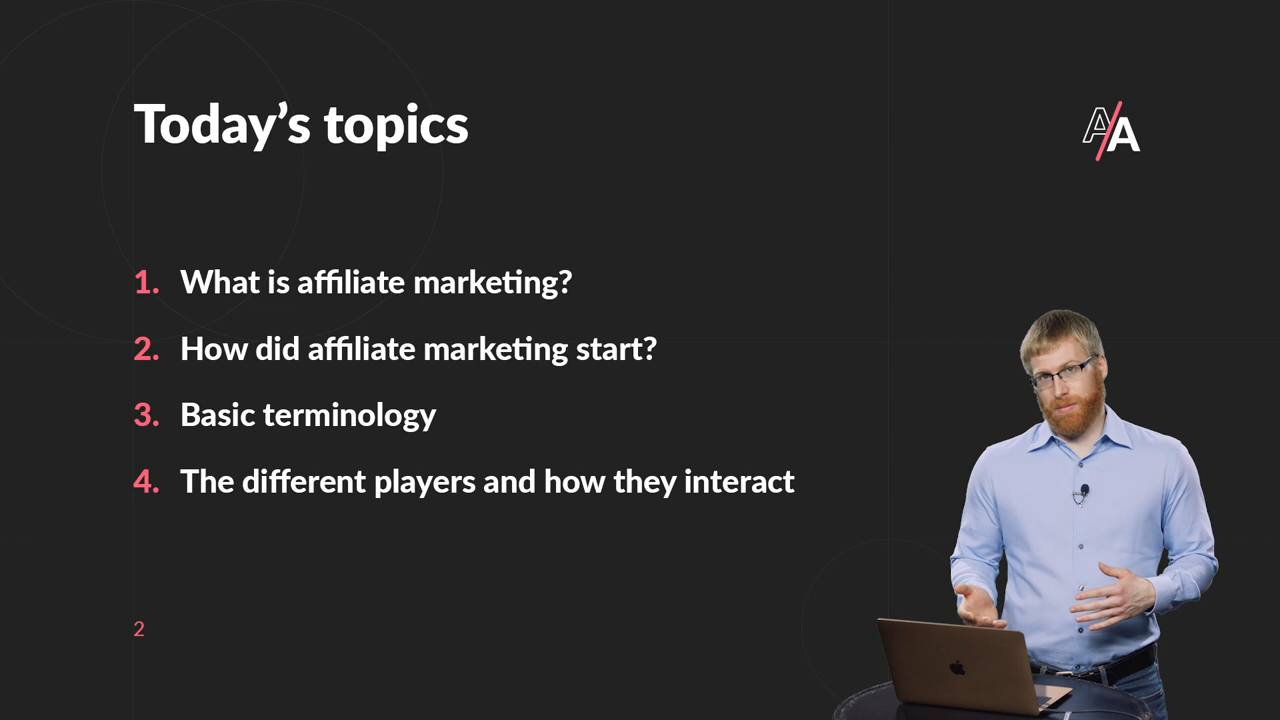 Today’s topics
A/A
1. What is affiliate marketing?
2. How did affiliate marketing start?
3. Basic terminology
4. The different players and how they interact
2